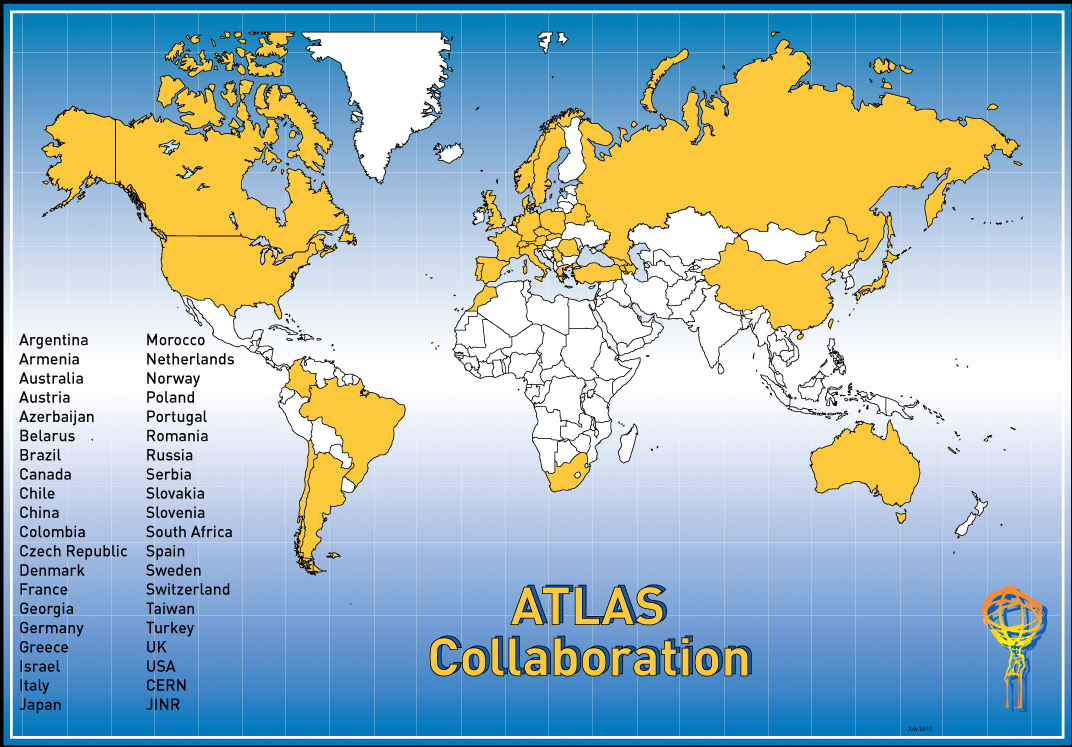 Argentina
Armenia
Australia
Austria
Azerbaijan
Belarus
Brazil
Canada
Chile
China
Colombia
Czech Republic
Denmark
France
Georgia
Germany
Greece
Israel
Italy
Japan
Morocco
Netherlands
Norway
Poland
Portugal
Romania
Russia
Serbia
Slovakia
Slovenia
South Africa
Spain
Sweden
Switzerland
Taiwan
Turkey
UK
USA
CERN
JINR
ATLAS
Collaboration
July 2010